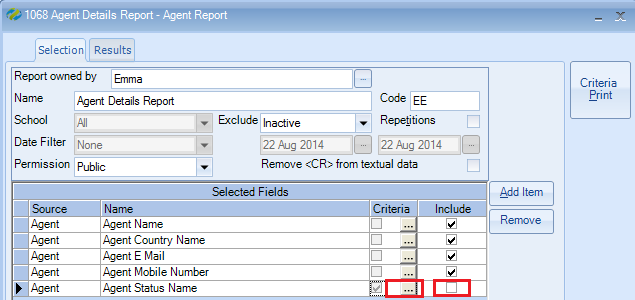 1068 Agent Details Report - Agent Report
Selection Results
Report owned by Emma ...
Name Agent Details Report Code EE
School All Exclude Inactive Repetitions
Date Filter None 22 Aug 2014 ... 22 Aug 2014 ...
Permission Public Remove <CR> from textual data
Criteria
Print
Selected Fields
Source Name Criteria Include
Agent Agent Name ...
Agent Agent Country Name ...
Agent Agent E Mail ...
Agent Agent Mobile Number ...
Agent Agent Status Name ...
Add Item
Remove